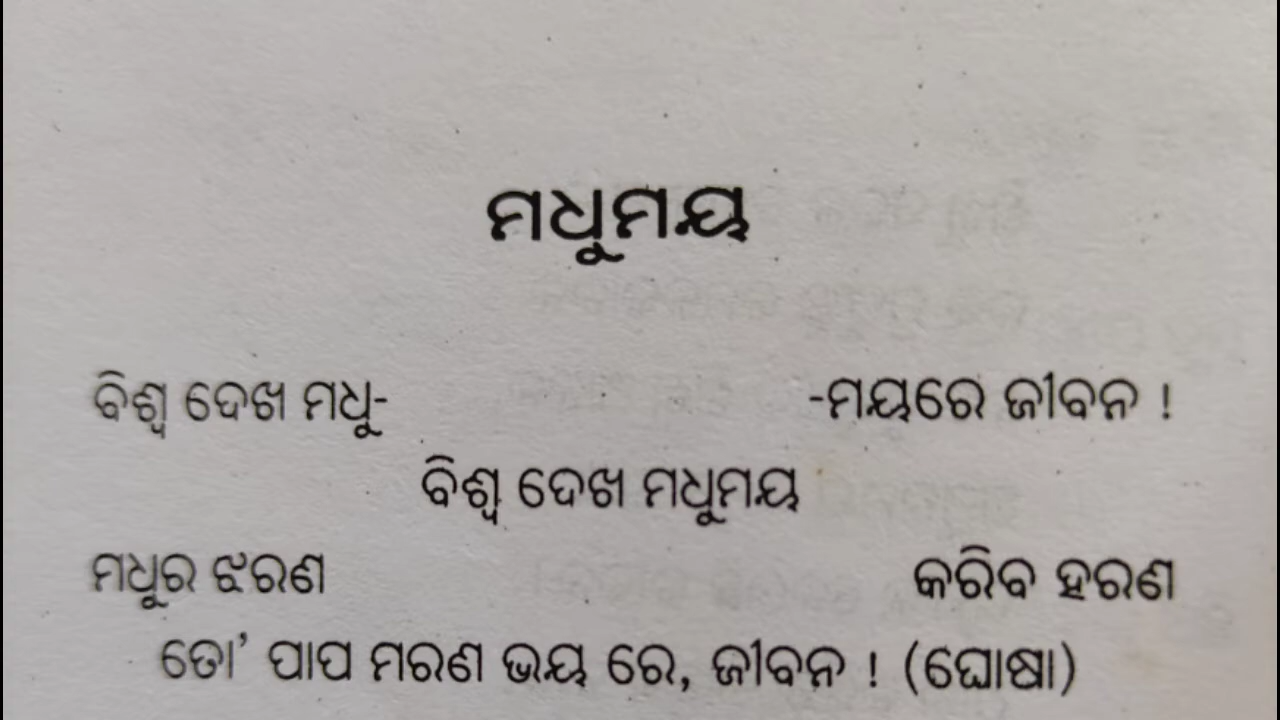 ମଧୁମୟ
ବିଶ୍ୱ ଦେଖ ମଧୁ- -ମୟରେ ଜୀବନ !
ବିଶ୍ୱ ଦେଖ ମଧୁମୟ
ମଧୁର ଝରଣ କରିବ ହରଣ
ତୋ’ ପାପ ମରଣ ଭୟ ରେ, ଜୀବନ ! (ଘୋଷା)